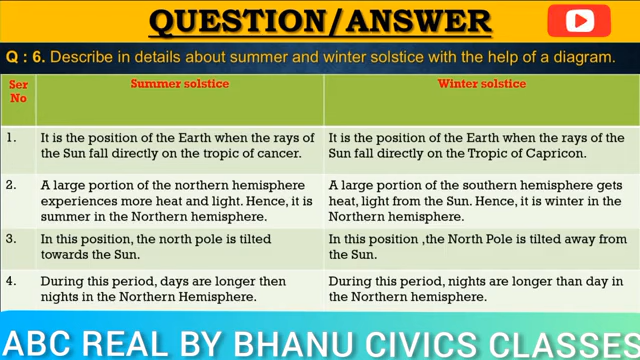 QUESTION/ANSWER
Q : 6. Describe in details about summer and winter solstice with the help of a diagram.
Ser No
Summer solstice
Winter solstice
1.
It is the position of the Earth when the rays of
the Sun fall directly on the tropic of cancer.
It is the position of the Earth when the rays of the
Sun fall directly on the Tropic of Capricon.
2.
A large portion of the northern hemisphere
experiences more heat and light. Hence, it is
summer in the Northern hemisphere.
A large portion of the southern hemisphere gets
heat, light from the Sun. Hence, it is winter in the
Northern hemisphere.
3.
In this position, the north pole is tilted
towards the Sun.
In this position ,the North Pole is tilted away from
the Sun.
4.
During this period, days are longer then
nights in the Northern Hemisphere.
During this period, nights are longer than day in
the Northern hemisphere.
ABC REAL BY BHANU CIVICS CLASSES